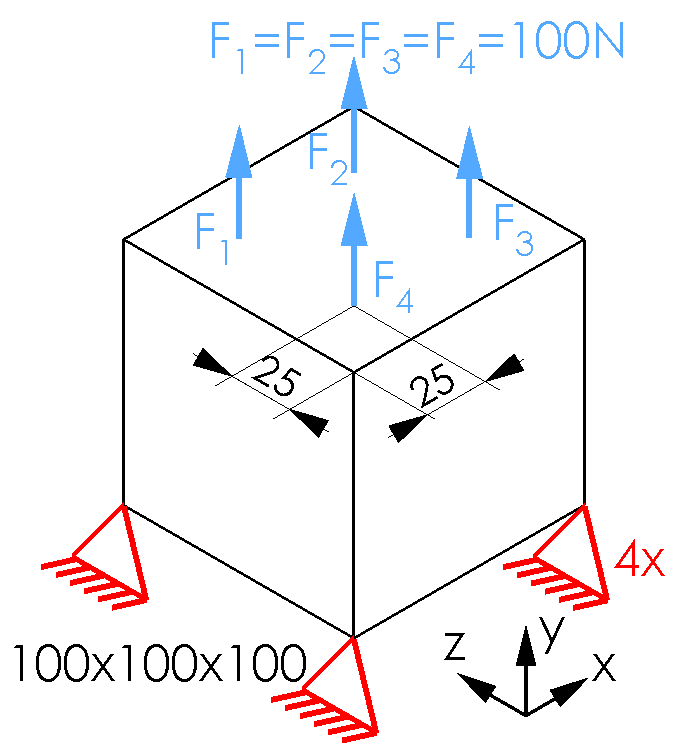 F₁=F₂=F₃=F₄=100N
F₂
F₁
F₃
F₄
25
25
4x
100x100x100
z
y
x